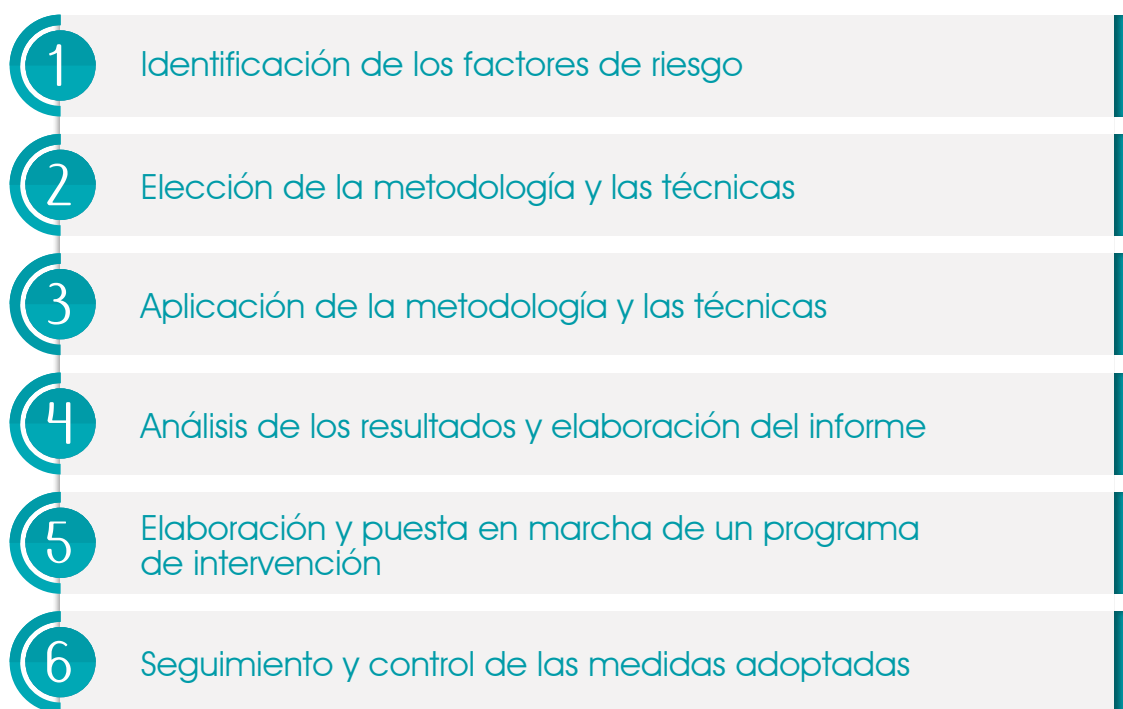 1 Identificación de los factores de riesgo
2 Elección de la metodología y las técnicas
3 Aplicación de la metodología y las técnicas
4 Análisis de los resultados y elaboración del informe
5 Elaboración y puesta en marcha de un programa
de intervención
6 Seguimiento y control de las medidas adoptadas